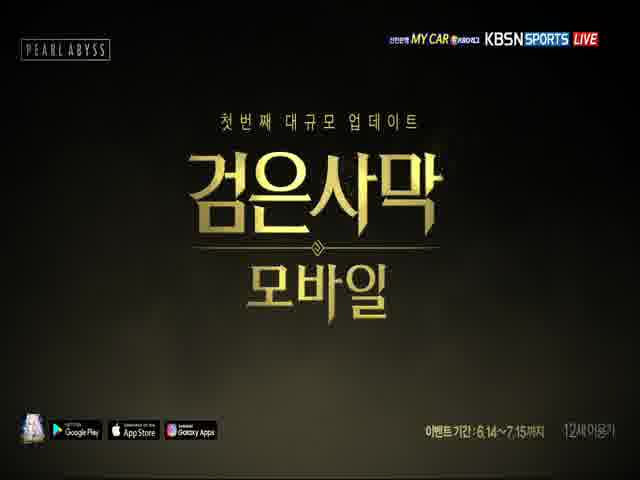 PEARL ABYSS
신한은행 MY CAR KBO리그 KBSN SPORTS LIVE
첫번째 대규모 업데이트
검은사막
모바일
Google Play
App Store
Galaxy Apps
이벤트 기간 : 6.14~7.15까지
12세 이용가